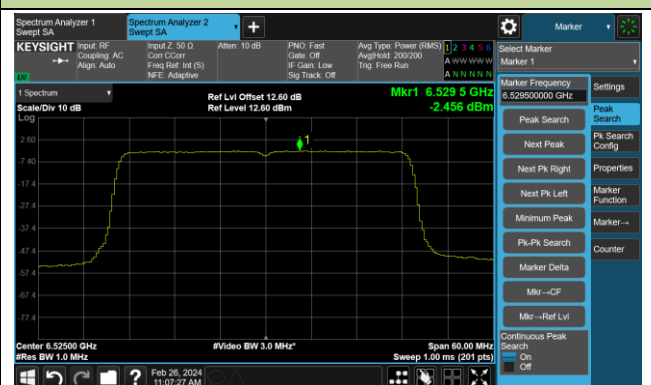 Spectrum Analyzer 1
Swept SA
Spectrum Analyzer 2
Swept SA
Marker
KEYSIGHT
Input: RF
Coupling: AC
Align: Auto
Input Z: 50 Ω
Corr CCorr
Freq Ref: Int (S)
NFE: Adaptive
Atten: 10 dB
PNO: Fast
Gate: Off
IF Gain: Low
Sig Track: Off
Avg Type: Power (RMS)
Avg|Hold: 200/200
Trig: Free Run
1 2 3 4 5 6
A W W W W W
A N N N N N
Select Marker
Marker 1
1 Spectrum
Scale/Div 10 dB
Log
Ref Lvl Offset 12.60 dB
Ref Level 12.60 dBm
Mkr1 6.529 5 GHz
-2.456 dBm
1
2.60
-7.40
-17.4
-27.4
-37.4
-47.4
-57.4
-67.4
-77.4
Center 6.52500 GHz
#Res BW 1.0 MHz
#Video BW 3.0 MHz*
Span 60.00 MHz
Sweep 1.00 ms (201 pts)
Marker Frequency
6.529500000 GHz
Peak Search
Next Peak
Next Pk Right
Next Pk Left
Minimum Peak
Pk-Pk Search
Marker Delta
Mkr→CF
Mkr→Ref Lvl
Continuous Peak
Search
On
Off
Settings
Peak
Search
Pk Search
Config
Properties
Marker
Function
Marker→
Counter
?
Feb 26, 2024
11:07:27 AM